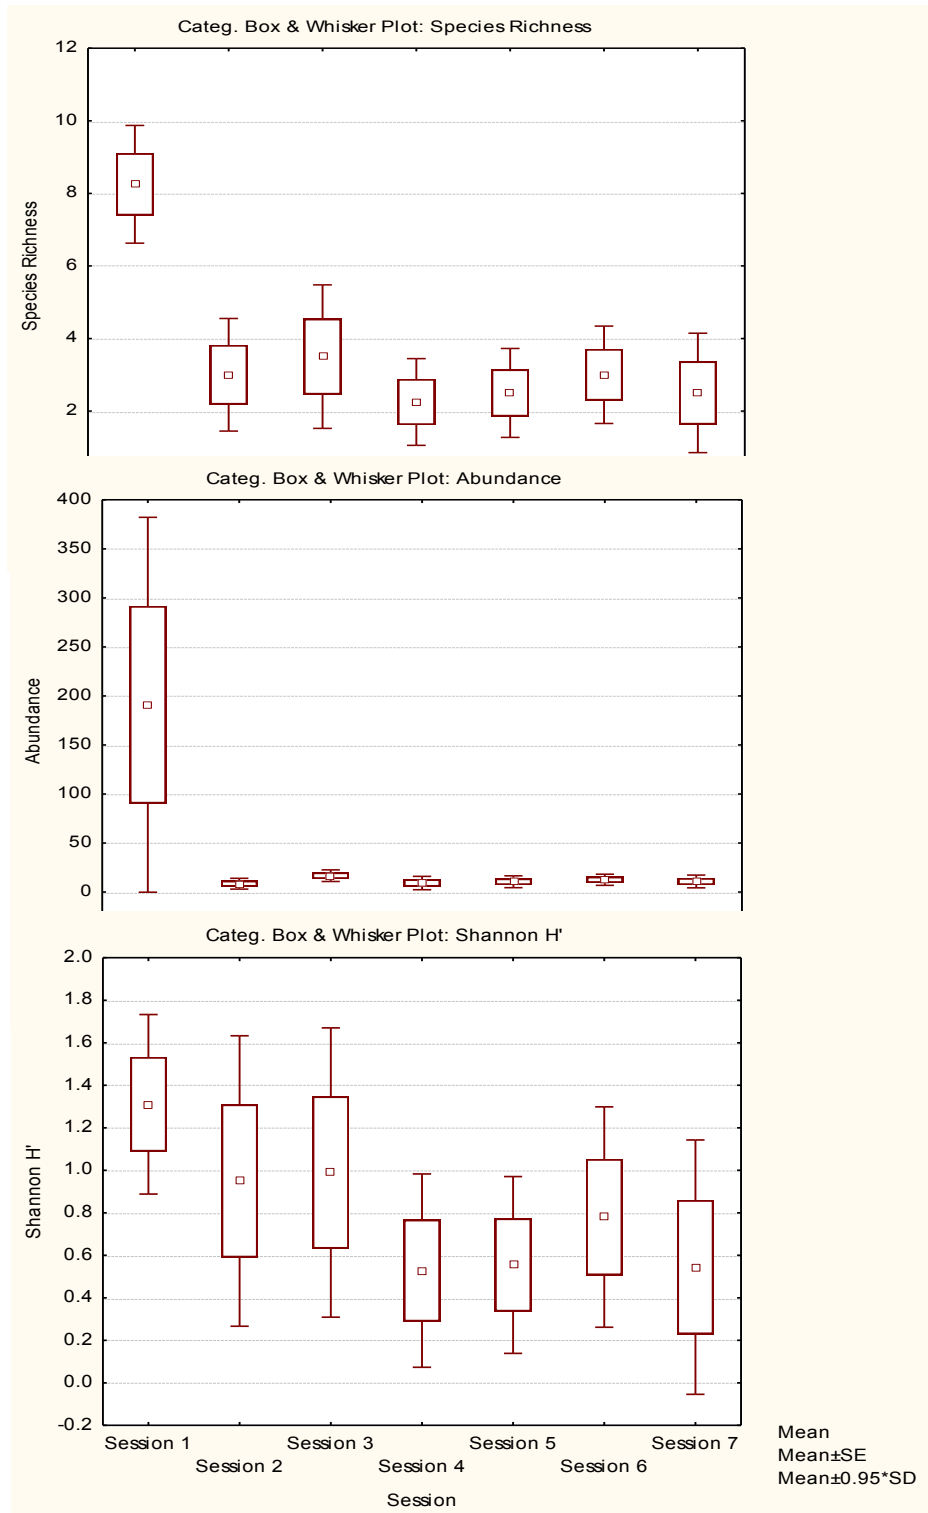 Categ. Box & Whisker Plot: Species Richness
12
10
8
6
4
2
Species Richness
Categ. Box & Whisker Plot: Abundance
400
350
300
250
200
150
100
50
0
Abundance
Categ. Box & Whisker Plot: Shannon H'
2.0
1.8
1.6
1.4
1.2
1.0
0.8
0.6
0.4
0.2
0.0
-0.2
Shannon H'
Session 1 Session 3 Session 5 Session 7
Session 2 Session 4 Session 6
Session
Mean
Mean±SE
Mean±0.95*SD